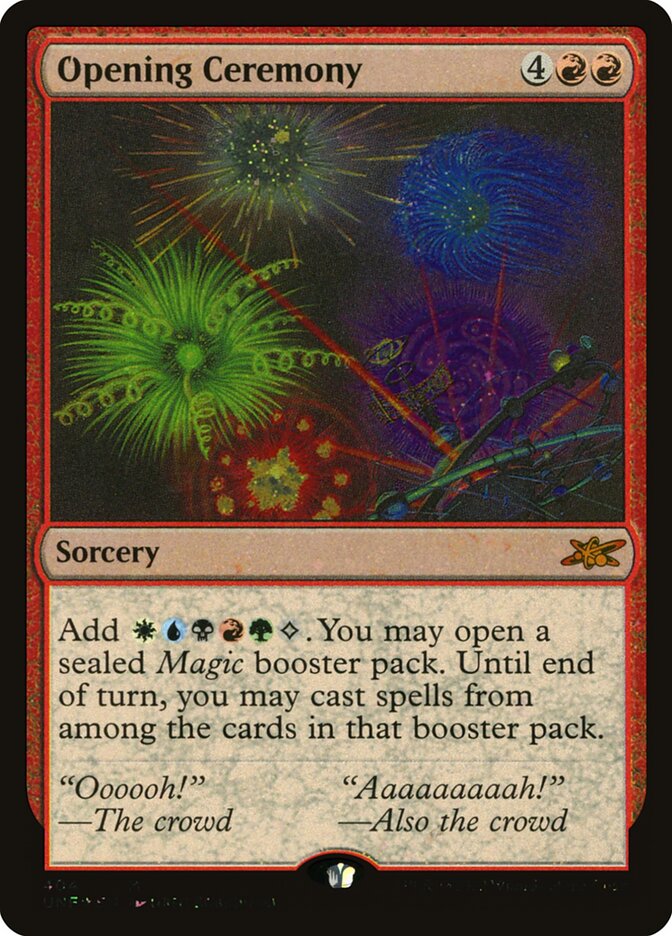 Opening Ceremony 4
Sorcery
Add . You may open a
sealed Magic booster pack. Until end
of turn, you may cast spells from
among the cards in that booster pack.
“Oooooh!” “Aaaaaaaaah!”
—The crowd —Also the crowd